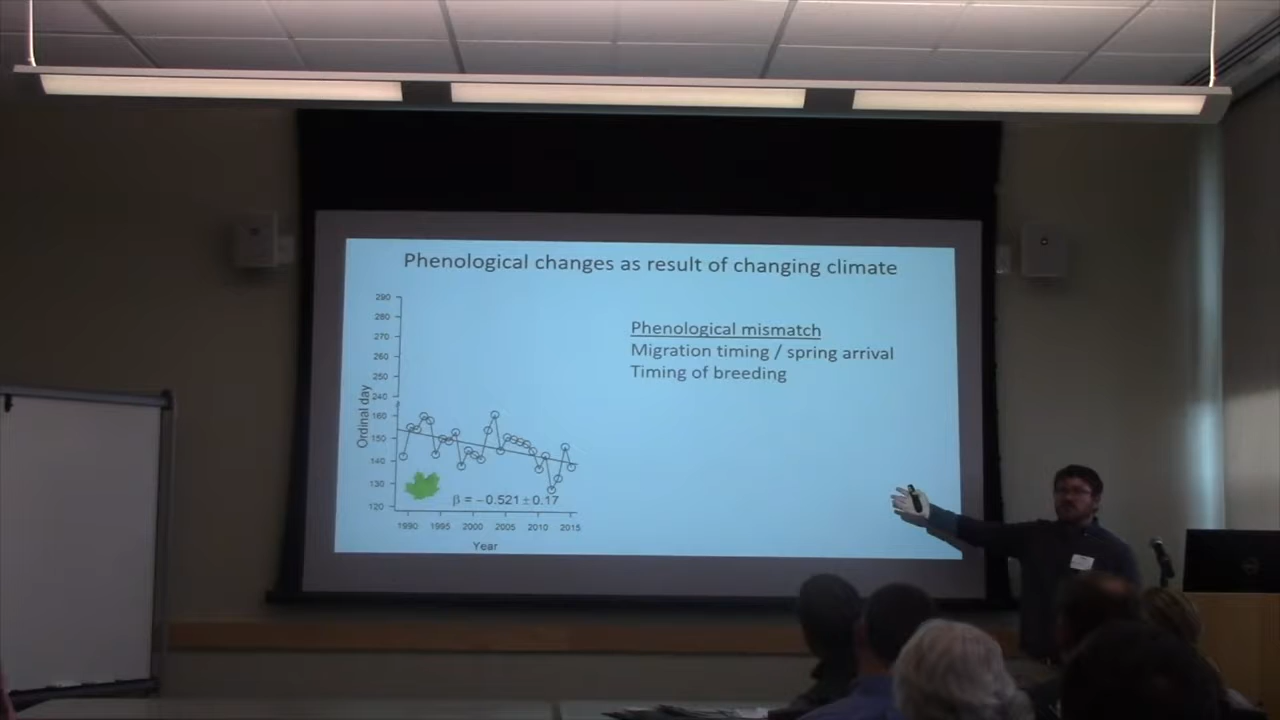 Phenological changes as result of changing climate
Phenological mismatch
Migration timing / spring arrival
Timing of breeding
290
280
270
260
250
240
160
150
140
130
120
Ordinal day
β = −0.521 ± 0.17
1990 1995 2000 2005 2010 2015
Year